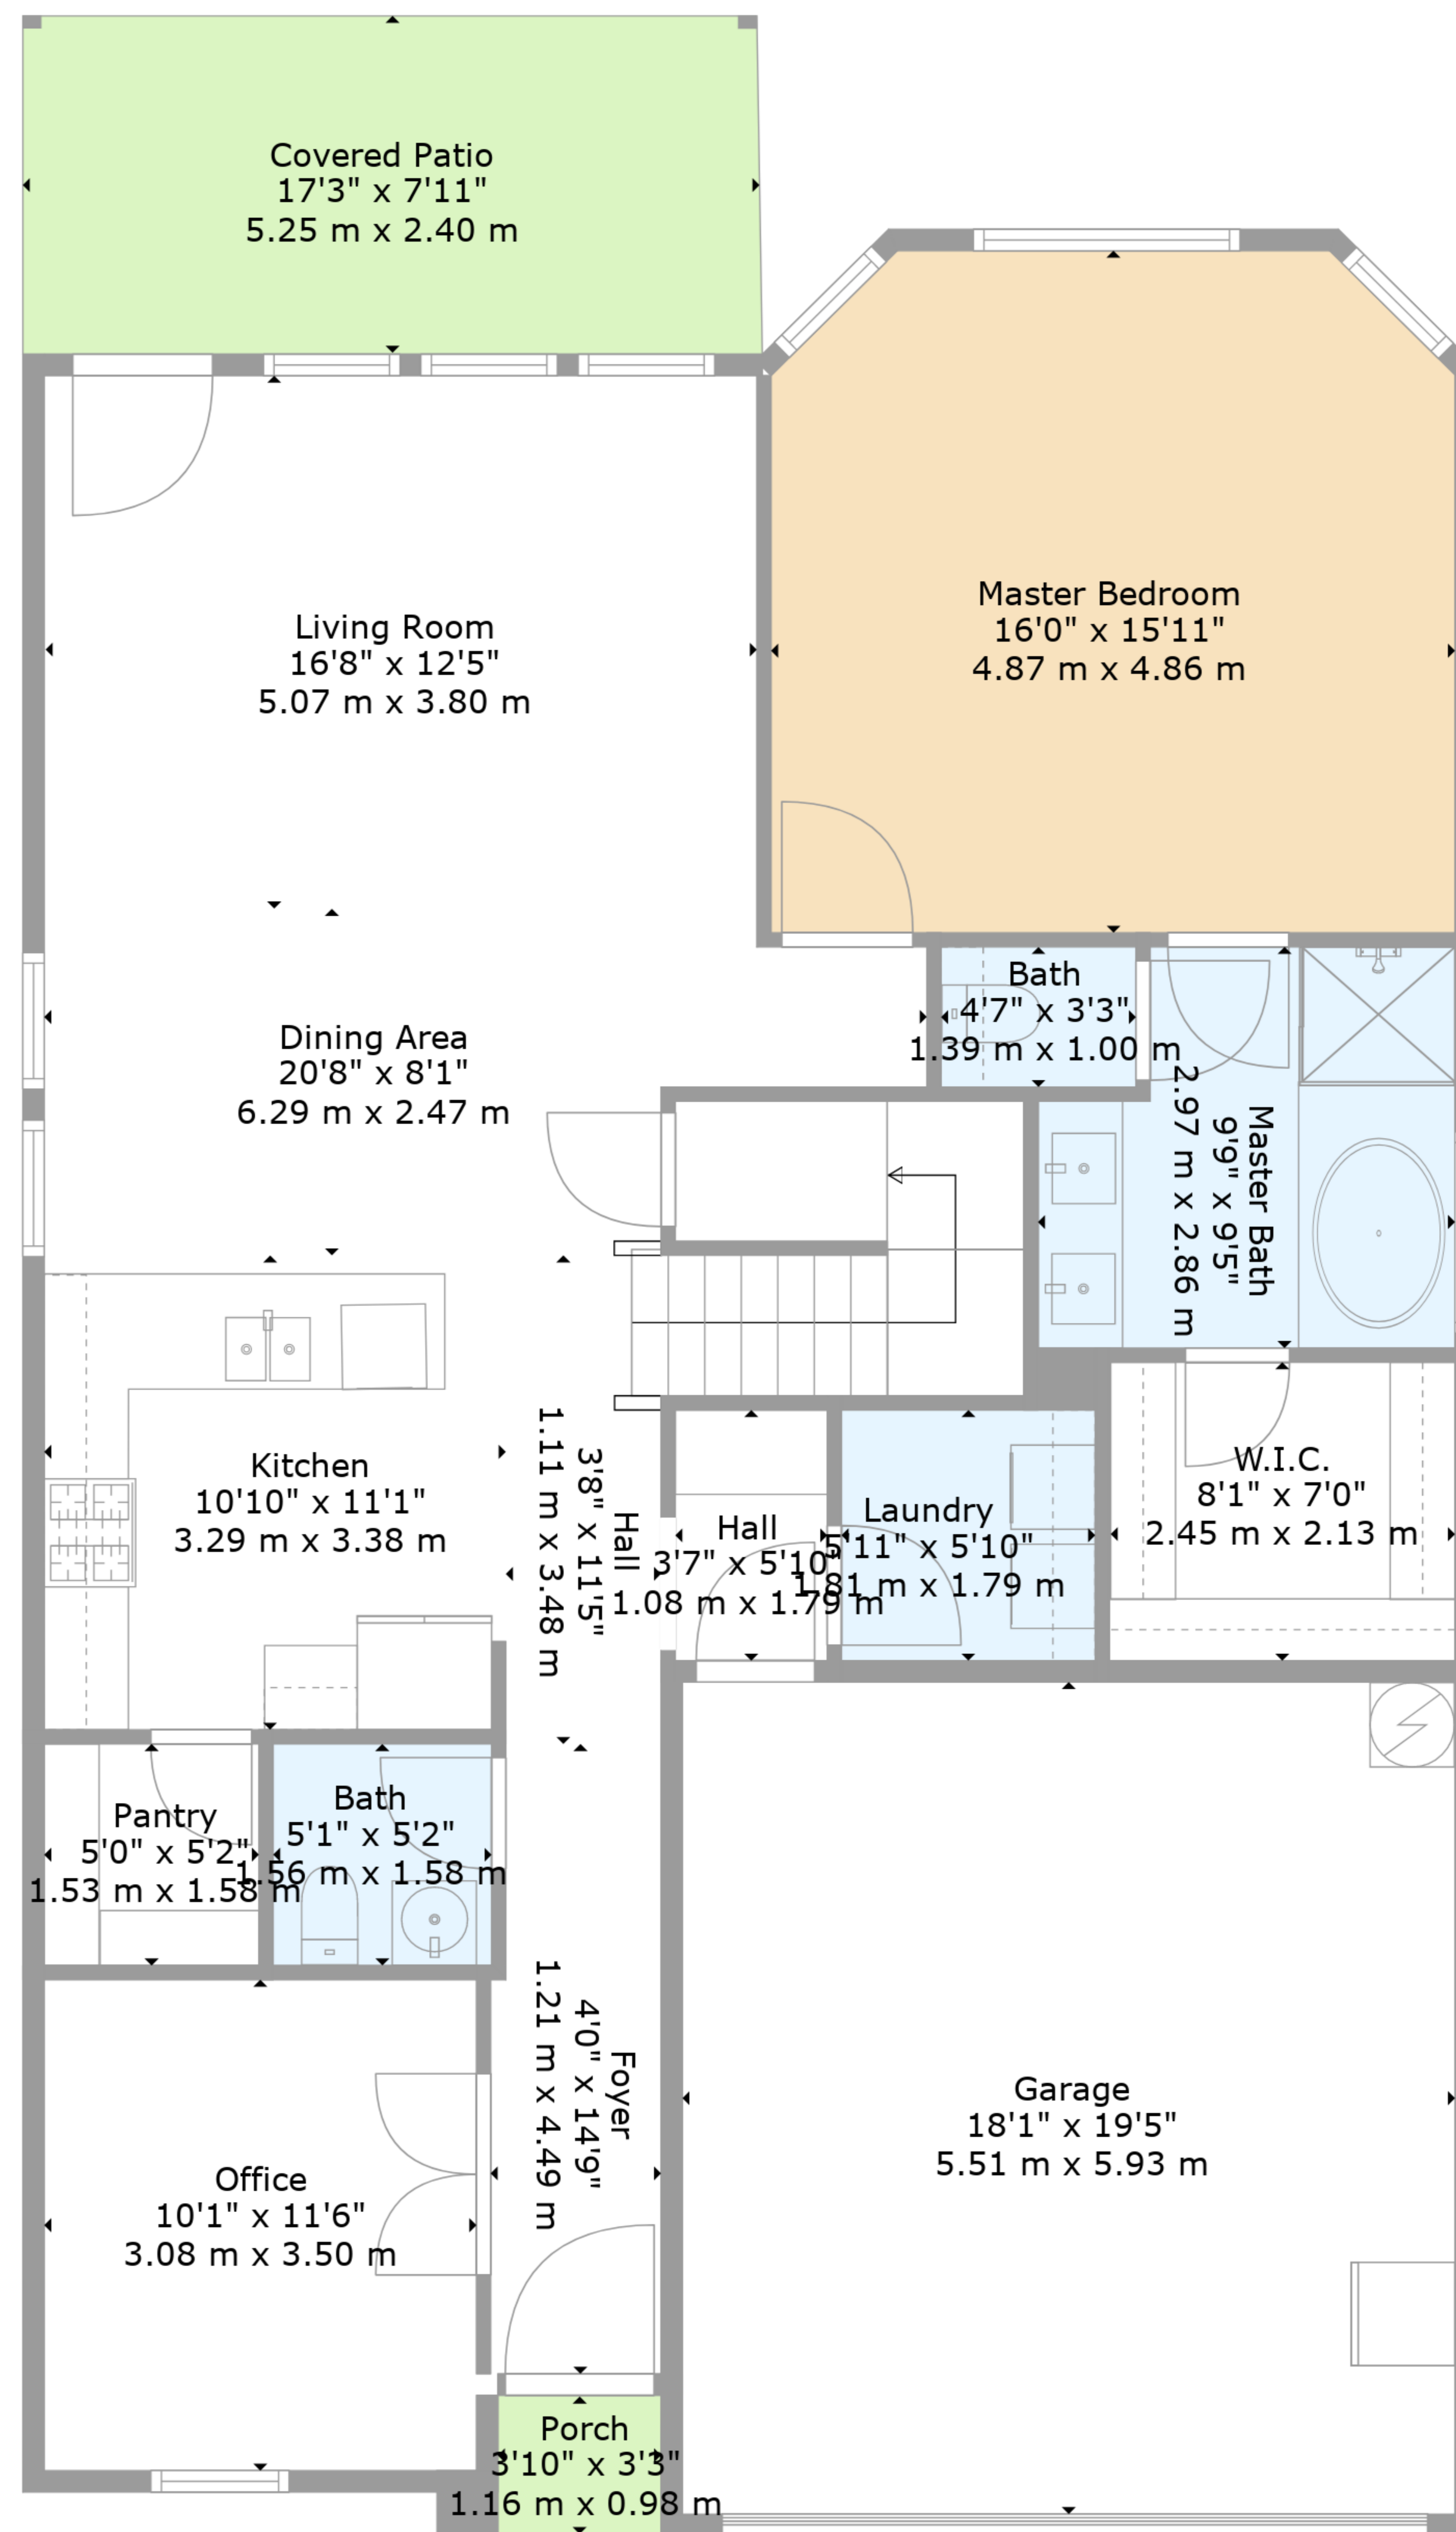 Covered Patio
17'3" x 7'11"
5.25 m x 2.40 m
Living Room
16'8" x 12'5"
5.07 m x 3.80 m
Master Bedroom
16'0" x 15'11"
4.87 m x 4.86 m
Dining Area
20'8" x 8'1"
6.29 m x 2.47 m
Bath
4'7" x 3'3"
1.39 m x 1.00 m
Master Bath
9'9" x 9'5"
2.97 m x 2.86 m
Kitchen
10'10" x 11'1"
3.29 m x 3.38 m
Hall
3'8" x 11'5"
1.11 m x 3.48 m
Hall
3'7" x 5'10"
1.08 m x 1.79 m
Laundry
5'11" x 5'10"
1.81 m x 1.79 m
W.I.C.
8'1" x 7'0"
2.45 m x 2.13 m
Pantry
5'0" x 5'2"
1.53 m x 1.58 m
Bath
5'1" x 5'2"
1.56 m x 1.58 m
Foyer
4'0" x 14'9"
1.21 m x 4.49 m
Garage
18'1" x 19'5"
5.51 m x 5.93 m
Office
10'1" x 11'6"
3.08 m x 3.50 m
Porch
3'10" x 3'3"
1.16 m x 0.98 m